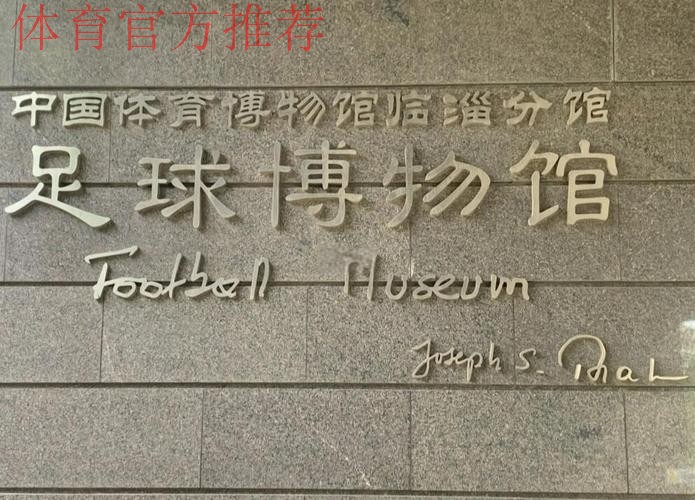 体育官方推荐
中国体育博物馆临淄分馆
足球博物馆
Football Museum
Joseph S.